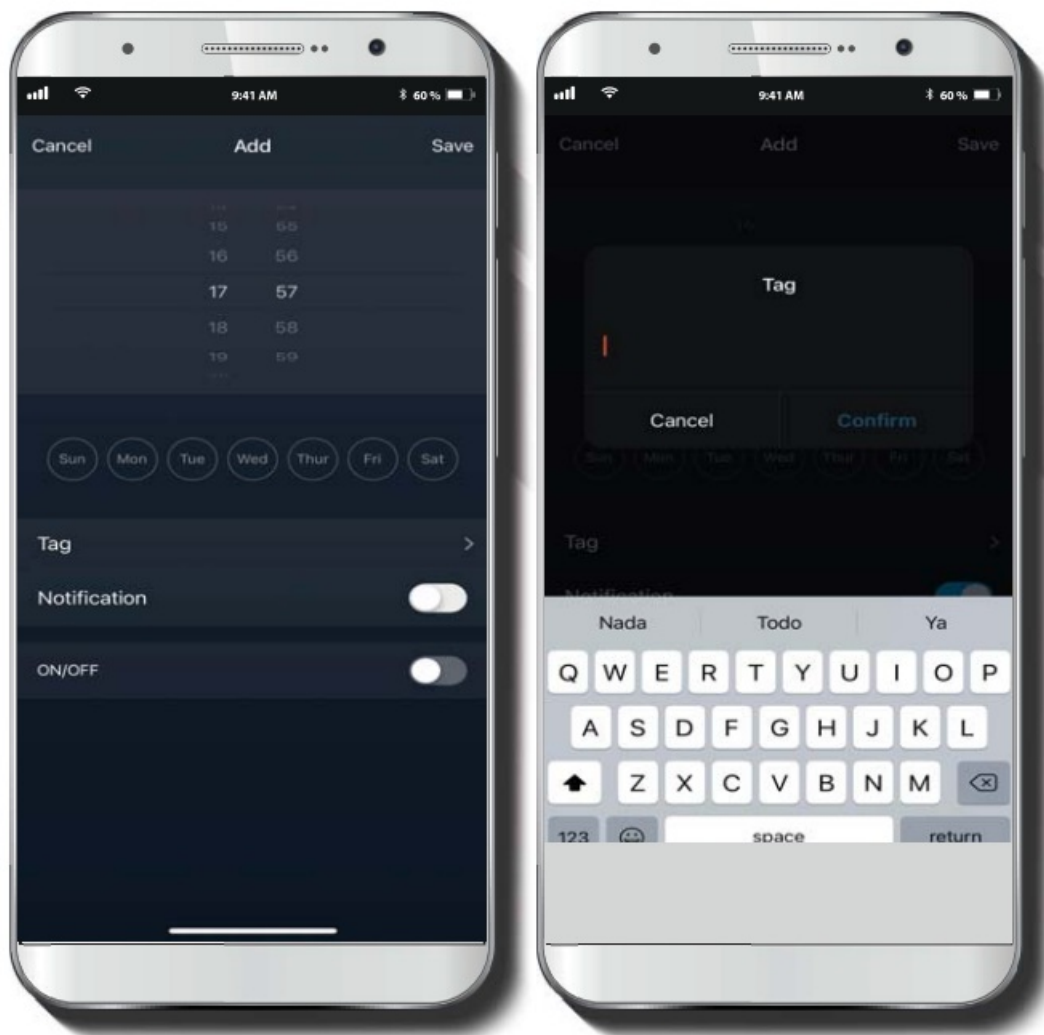 9:41 AM
60 %
Cancel Add Save
15 55
16 56
17 57
18 58
19 59
Sun Mon Tue Wed Thur Fri Sat
Tag
Notification
ON/OFF
9:41 AM
60 %
Cancel Add Save
Tag
Cancel Confirm
Sun Mon Tue Wed Thur Fri Sat
Tag
Notification
Nada Todo Ya
Q W E R T Y U I O P
A S D F G H J K L
Z X C V B N M
123 space return